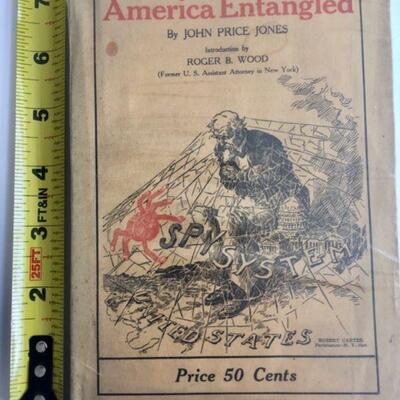 America Entangled
By JOHN PRICE JONES
Introduction by
ROGER B. WOOD
(Former U. S. Assistant Attorney in New York)
SPY SYSTEM
UNITED STATES
ROBERT CARTER
Price 50 Cents
7
6
5
4
3
2
FT&IN
25FT